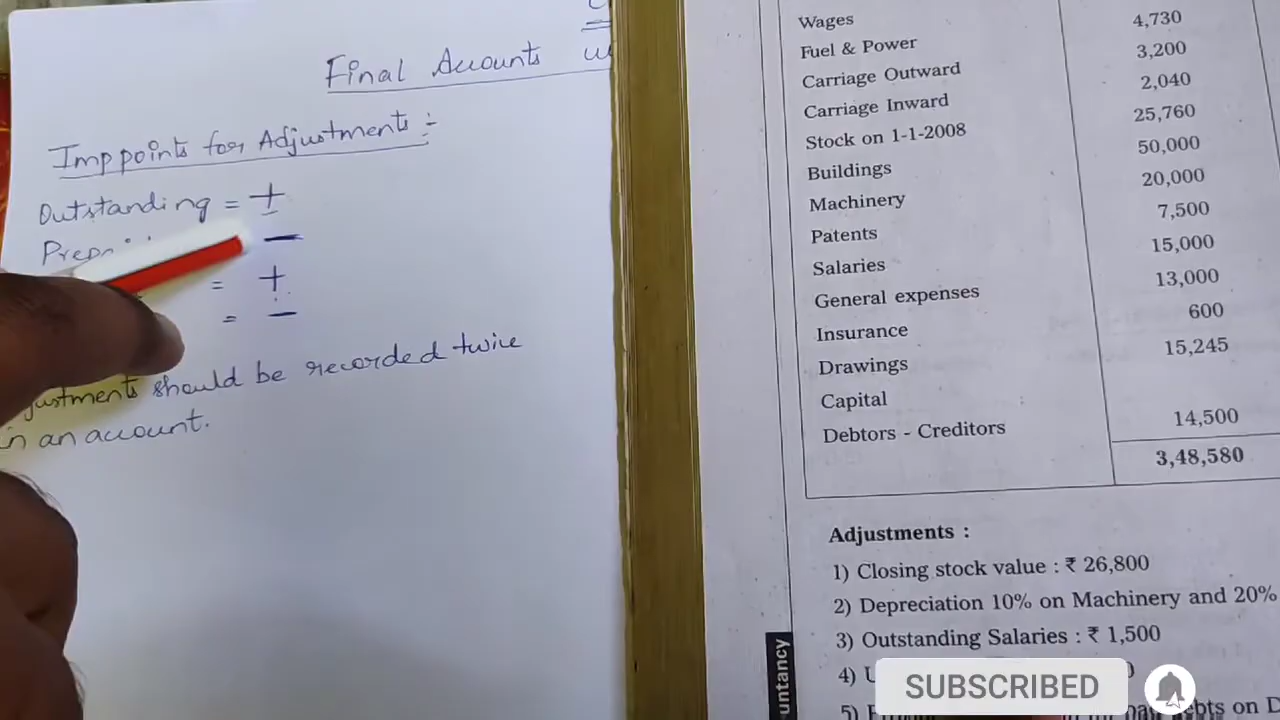 Final Accounts
Imp points for Adjustments :-
Outstanding = +
−
= +
= −
should be recorded twice
in an account.
Wages 4,730
Fuel & Power 3,200
Carriage Outward 2,040
Carriage Inward 25,760
Stock on 1-1-2008 50,000
Buildings 20,000
Machinery 7,500
Patents 15,000
Salaries 13,000
General expenses 600
Insurance 15,245
Drawings
Capital 14,500
Debtors - Creditors 3,48,580
Adjustments :
1) Closing stock value : ₹ 26,800
2) Depreciation 10% on Machinery and 20%
3) Outstanding Salaries : ₹ 1,500
4)
5)
untancy
SUBSCRIBED